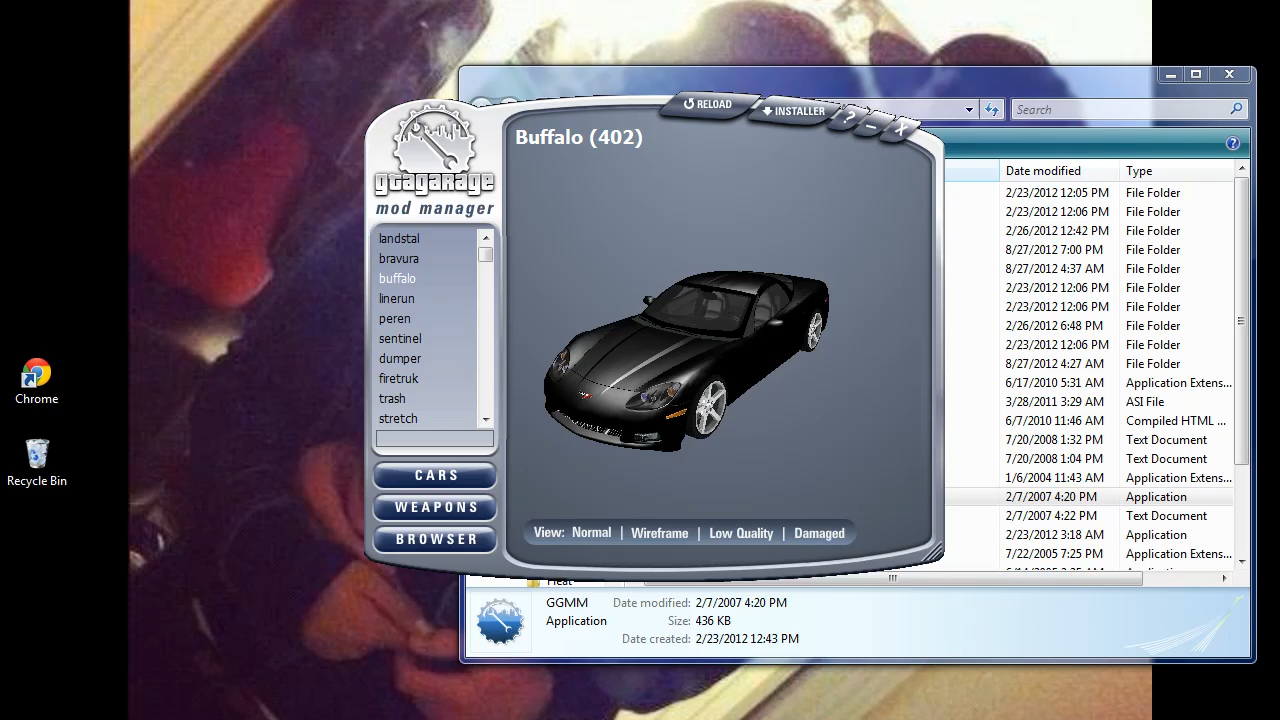 Chrome
Recycle Bin
gtagarage
mod manager
RELOAD
INSTALLER
?
–
X
Buffalo (402)
landstal
bravura
buffalo
linerun
peren
sentinel
dumper
firetruk
trash
stretch
CARS
WEAPONS
BROWSER
View: Normal | Wireframe | Low Quality | Damaged
Search
Date modified Type
2/23/2012 12:05 PM File Folder
2/23/2012 12:06 PM File Folder
2/26/2012 12:42 PM File Folder
8/27/2012 7:00 PM File Folder
8/27/2012 4:37 AM File Folder
2/23/2012 12:06 PM File Folder
2/23/2012 12:06 PM File Folder
2/26/2012 6:48 PM File Folder
2/23/2012 12:06 PM File Folder
8/27/2012 4:27 AM File Folder
6/17/2010 5:31 AM Application Extens...
3/28/2011 3:29 AM ASI File
6/7/2010 11:46 AM Compiled HTML ...
7/20/2008 1:32 PM Text Document
7/20/2008 1:04 PM Text Document
1/6/2004 11:43 AM Application Extens...
2/7/2007 4:20 PM Application
2/7/2007 4:22 PM Text Document
2/23/2012 3:18 AM Application
7/22/2005 7:25 PM Application Extens...
GGMM Date modified: 2/7/2007 4:20 PM
Application Size: 436 KB
Date created: 2/23/2012 12:43 PM